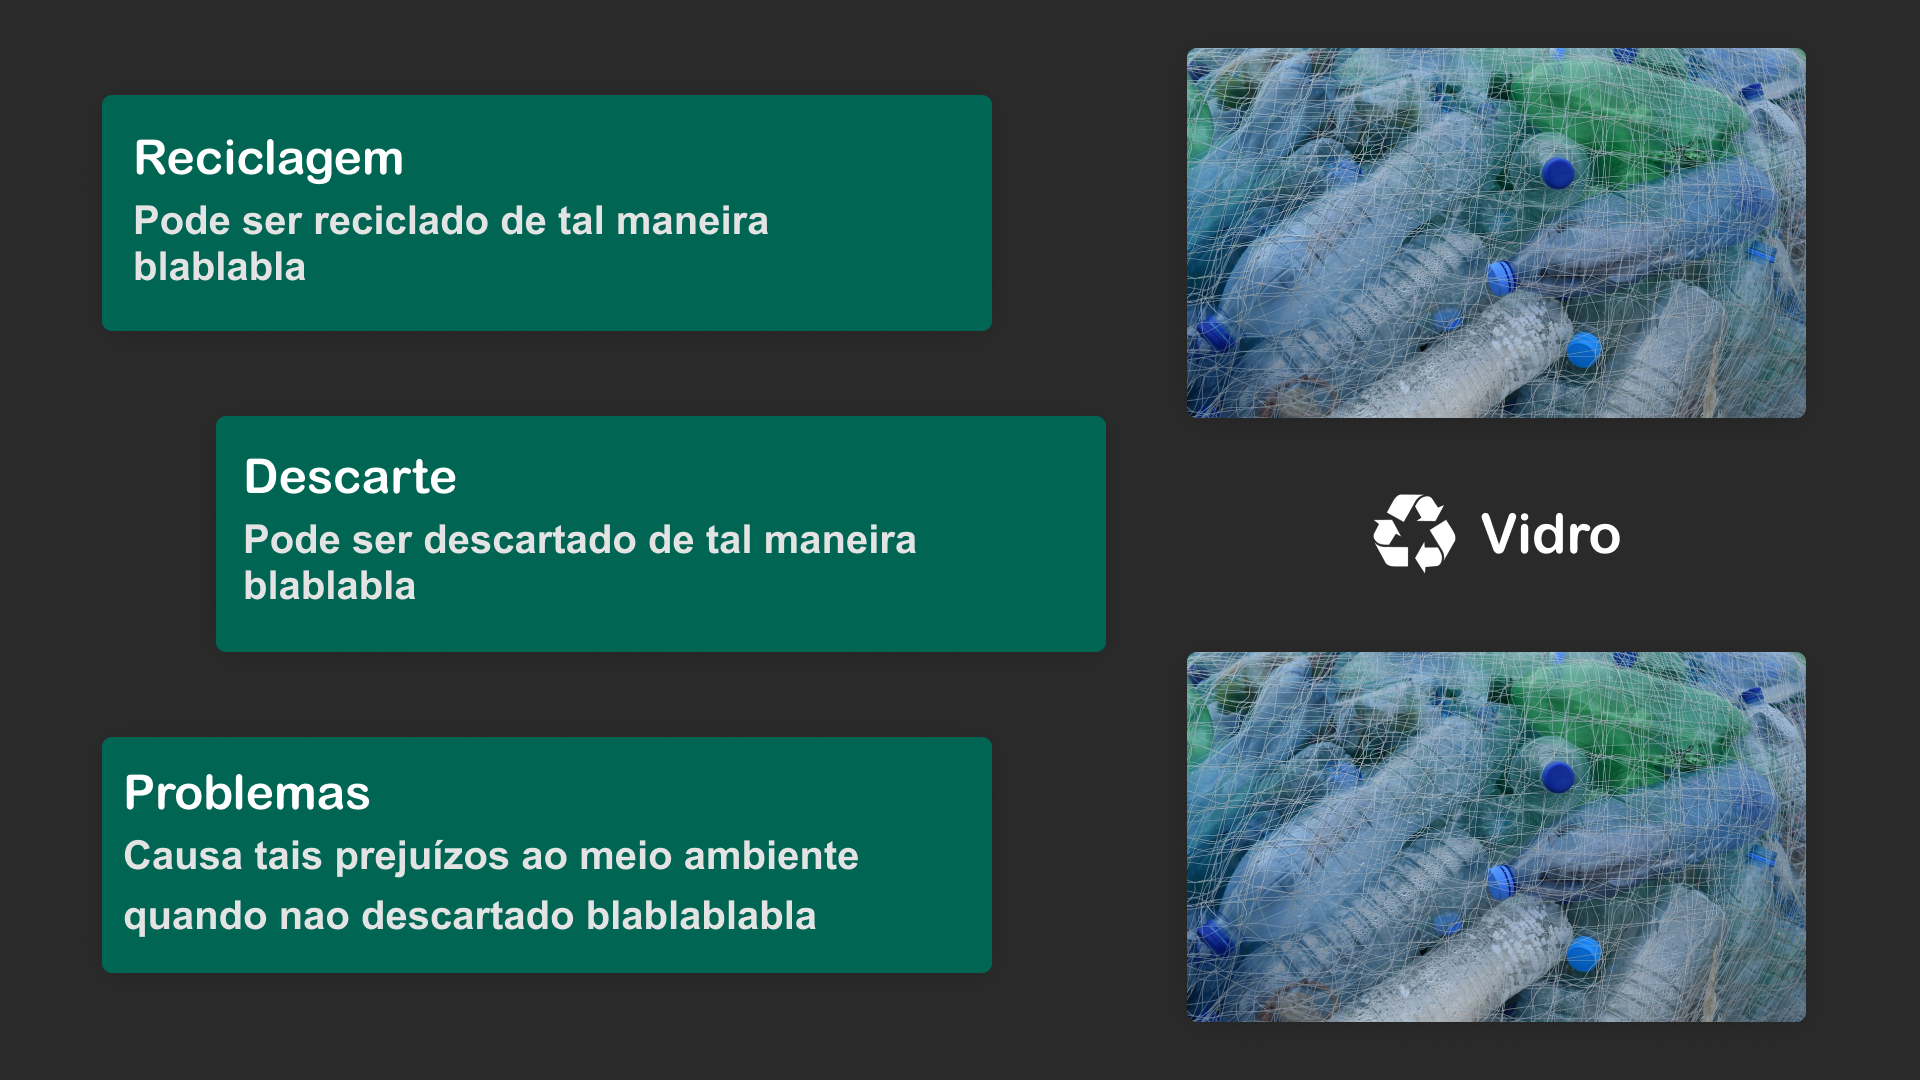 Reciclagem
Pode ser reciclado de tal maneira
blablabla
Descarte
Pode ser descartado de tal maneira
blablabla
Problemas
Causa tais prejuízos ao meio ambiente
quando nao descartado blablablabla
Vidro